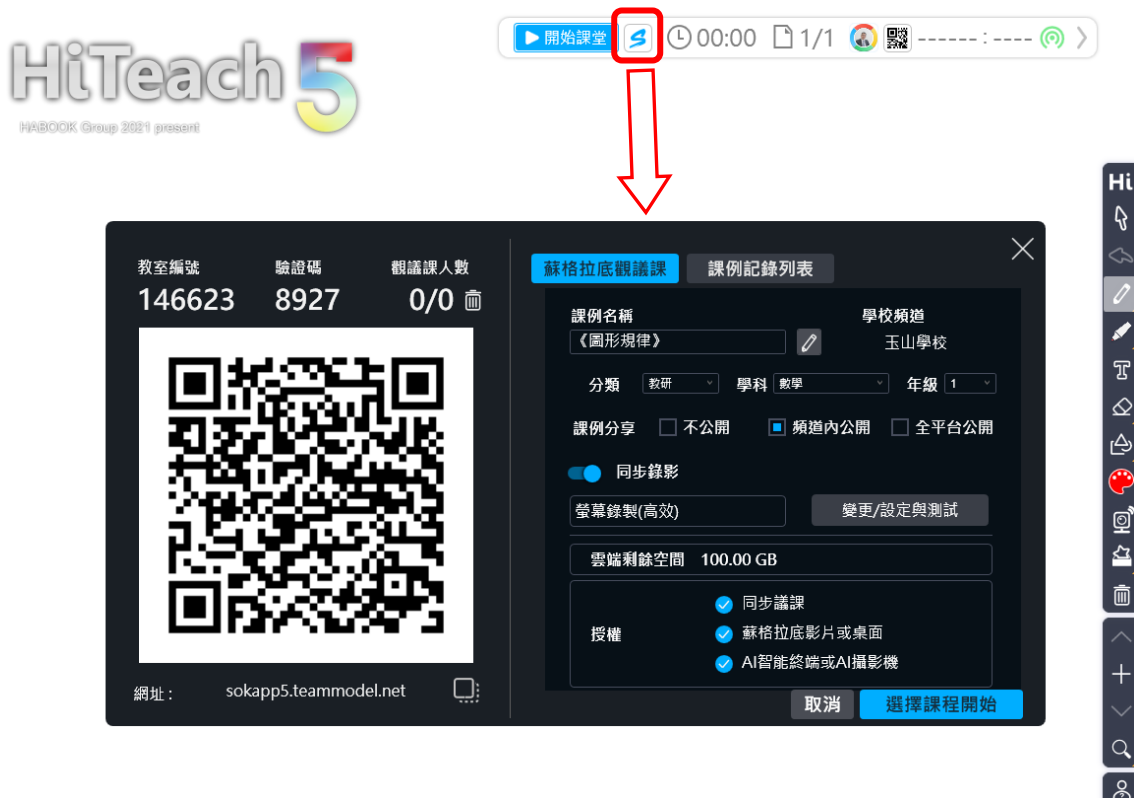 開始課堂 00:00 1/1 ------ : ----
HiTeach 5
HABOOK Group 2021 present
Hi
教室編號 驗證碼 觀議課人數
146623 8927 0/0
網址： sokapp5.teammodel.net
蘇格拉底觀議課 課例記錄列表
課例名稱 學校頻道
《圖形規律》 玉山學校
分類 教研 學科 數學 年級 1
課例分享 不公開 頻道內公開 全平台公開
同步錄影
螢幕錄製(高效) 變更/設定與測試
雲端剩餘空間 100.00 GB
授權
同步議課
蘇格拉底影片或桌面
AI智能終端或AI攝影機
取消 選擇課程開始